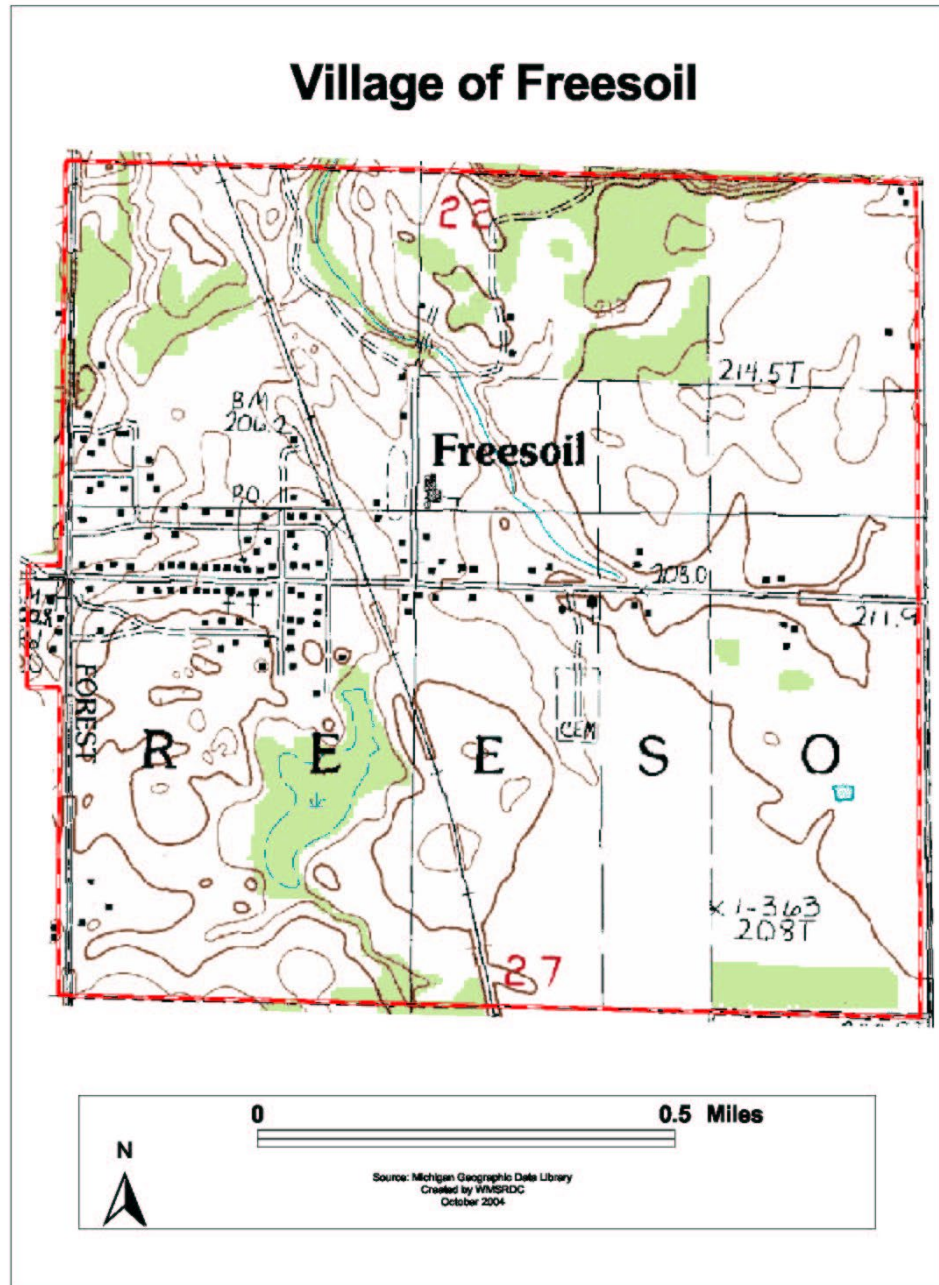 Village of Freesoil
214.5T
BM
206.2
Freesoil
PO
208.0
211.9
FOREST
CEM
R E E S O
x 1-363
208T
27
0 0.5 Miles
N
Source: Michigan Geographic Data Library
Created by WMSRDC
October 2004